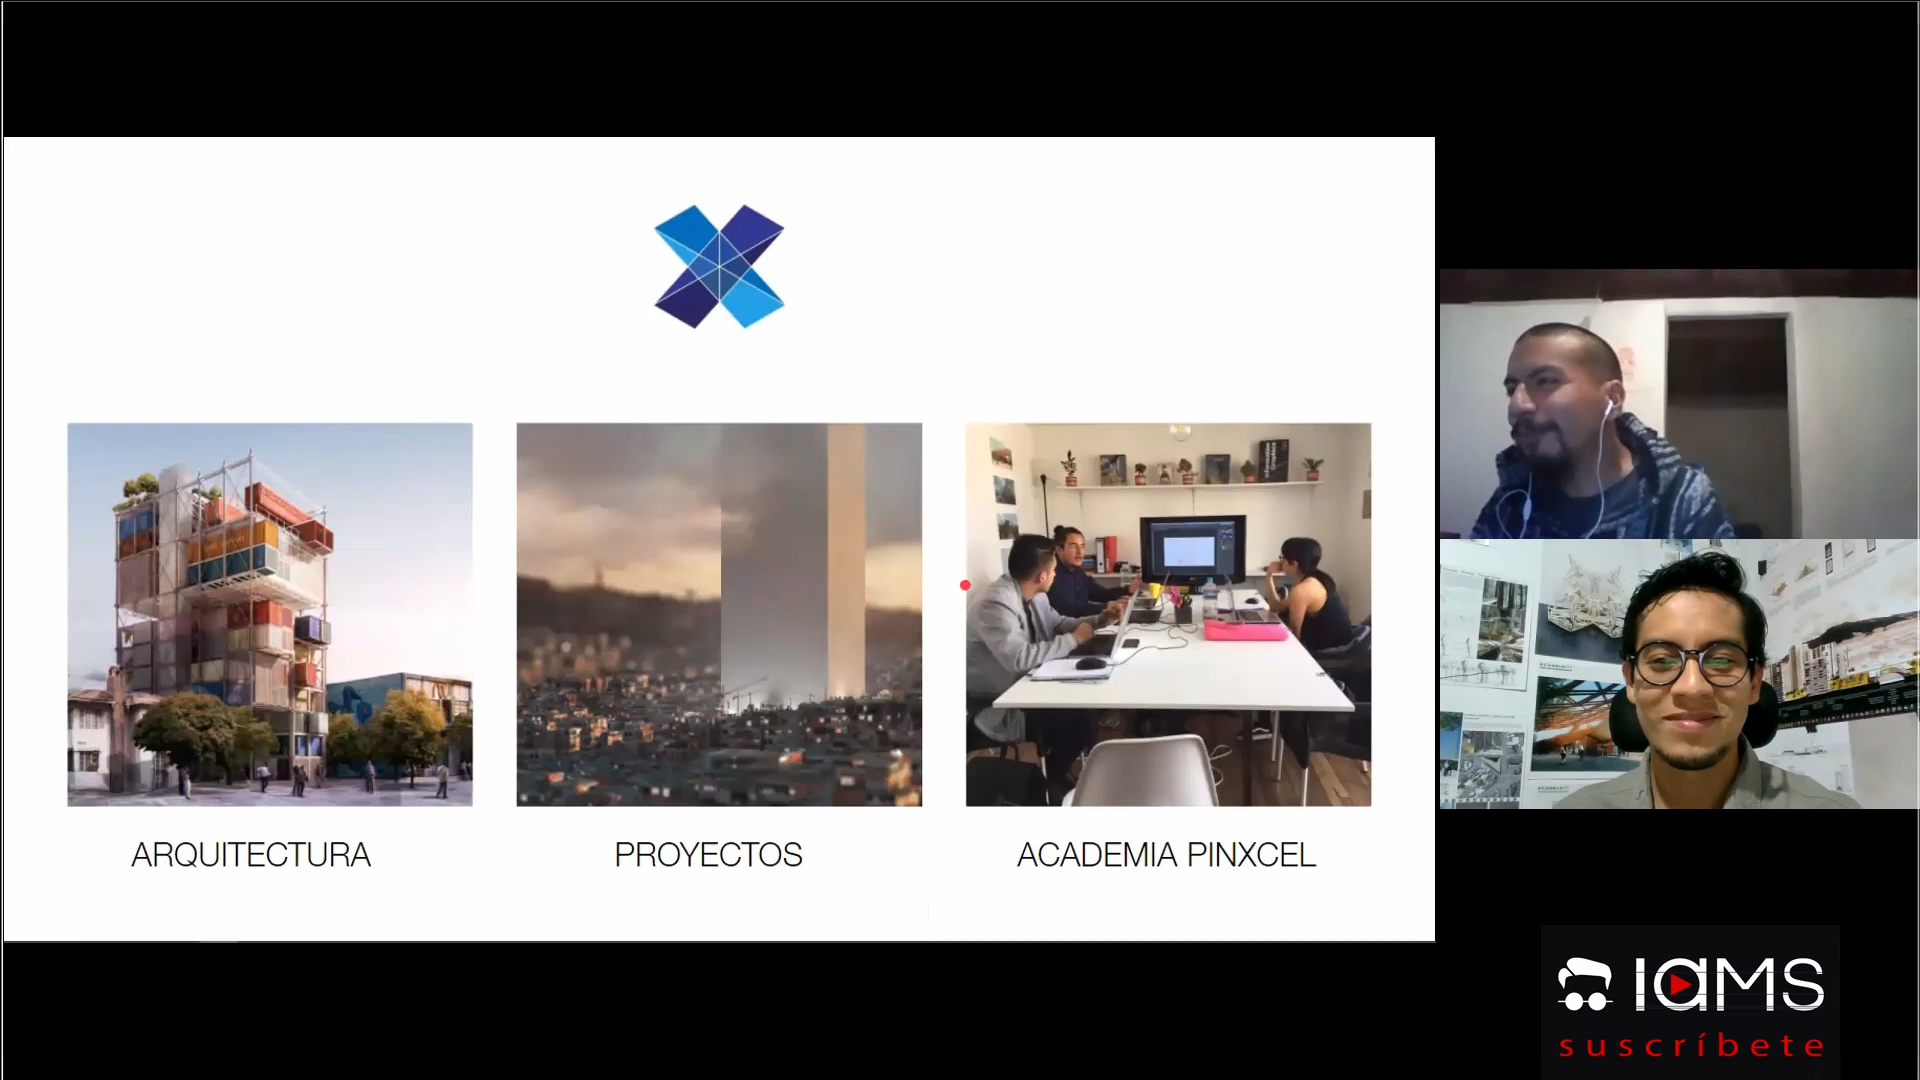 ARQUITECTURA
PROYECTOS
ACADEMIA PINXCEL
IaMS
suscríbete